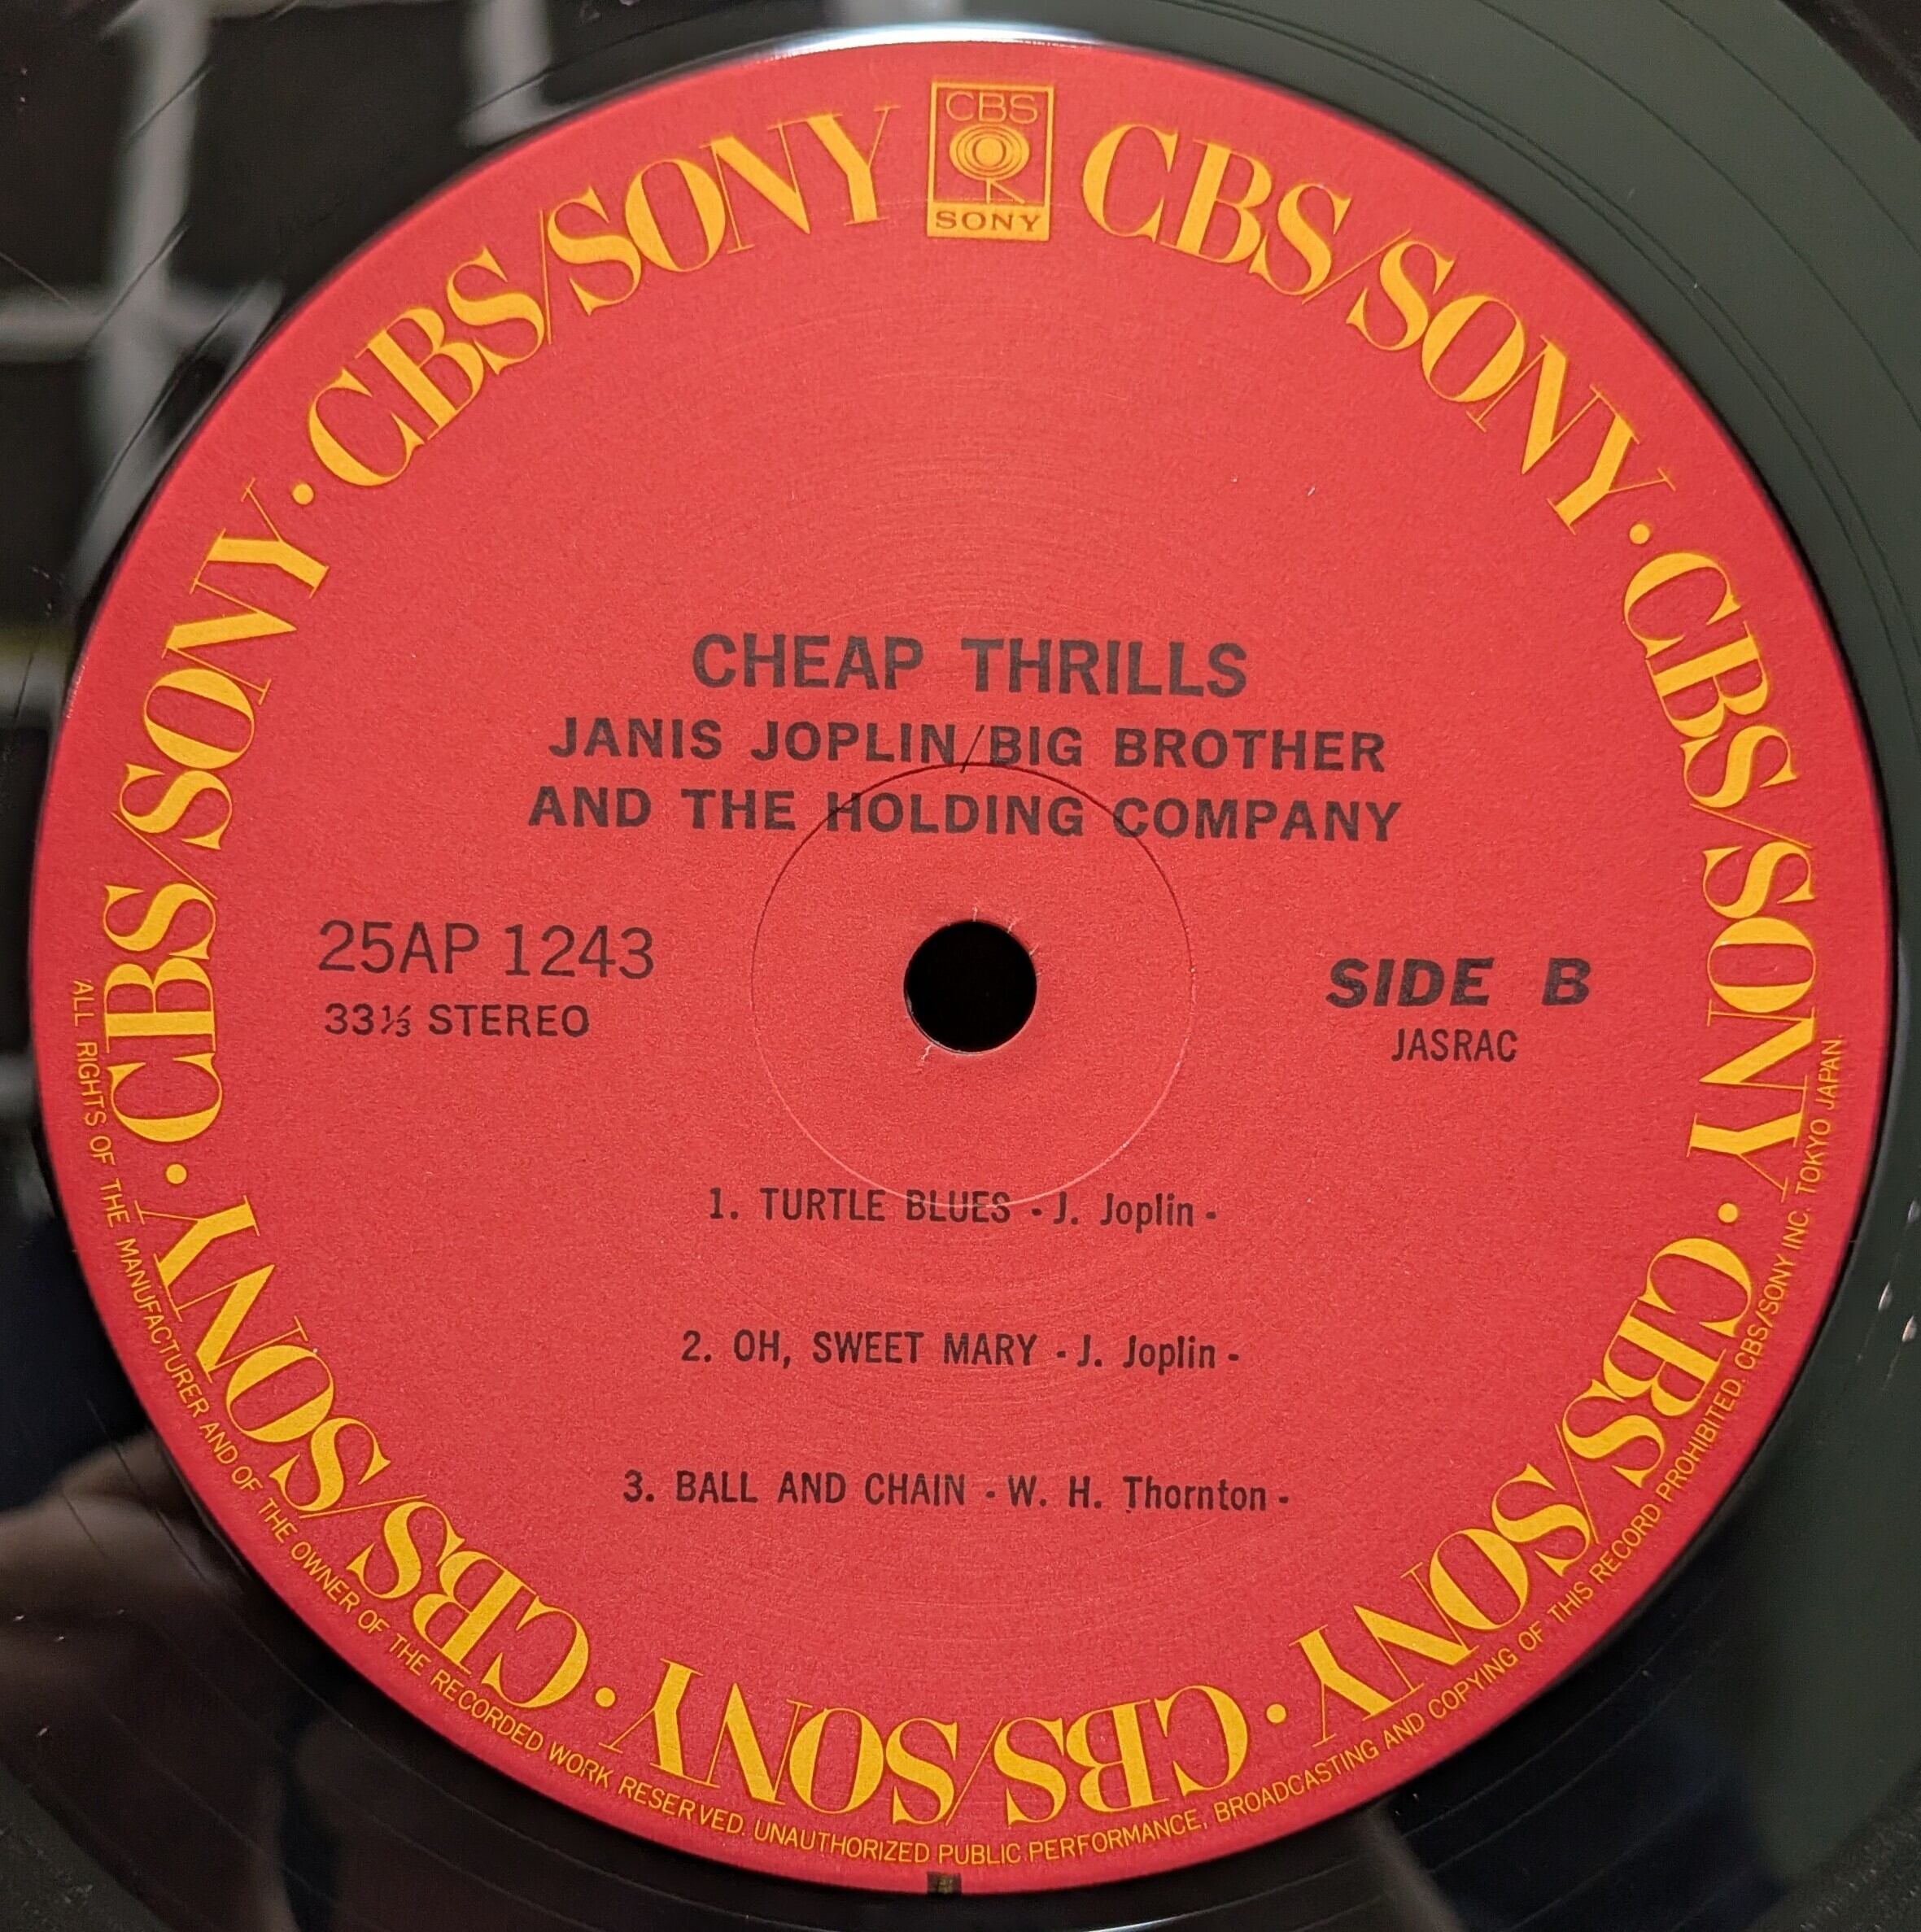 CBS
SONY
CBS/SONY · CBS/SONY · CBS/SONY · CBS/SONY · CBS/SONY · CBS/SONY · CBS/SONY
CHEAP THRILLS
JANIS JOPLIN/BIG BROTHER
AND THE HOLDING COMPANY
25AP 1243
33⅓ STEREO
SIDE B
JASRAC
1. TURTLE BLUES - J. Joplin -
2. OH, SWEET MARY - J. Joplin -
3. BALL AND CHAIN - W. H. Thornton -
ALL RIGHTS OF THE MANUFACTURER AND OF THE OWNER OF THE RECORDED WORK RESERVED. UNAUTHORIZED PUBLIC PERFORMANCE, BROADCASTING AND COPYING OF THIS RECORD PROHIBITED. CBS/SONY INC. TOKYO JAPAN.